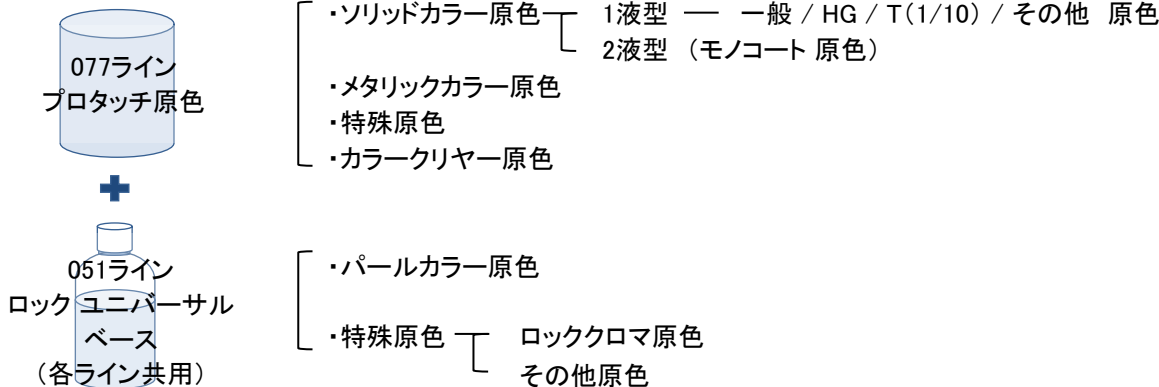 077ライン
プロタッチ原色
・ソリッドカラー原色
1液型 ― 一般 / HG / T(1/10) / その他 原色
2液型 (モノコート 原色)
・メタリックカラー原色
・特殊原色
・カラークリヤー原色
051ライン
ロック ユニバーサル
ベース
(各ライン共用)
・パールカラー原色
・特殊原色
ロッククロマ原色
その他原色